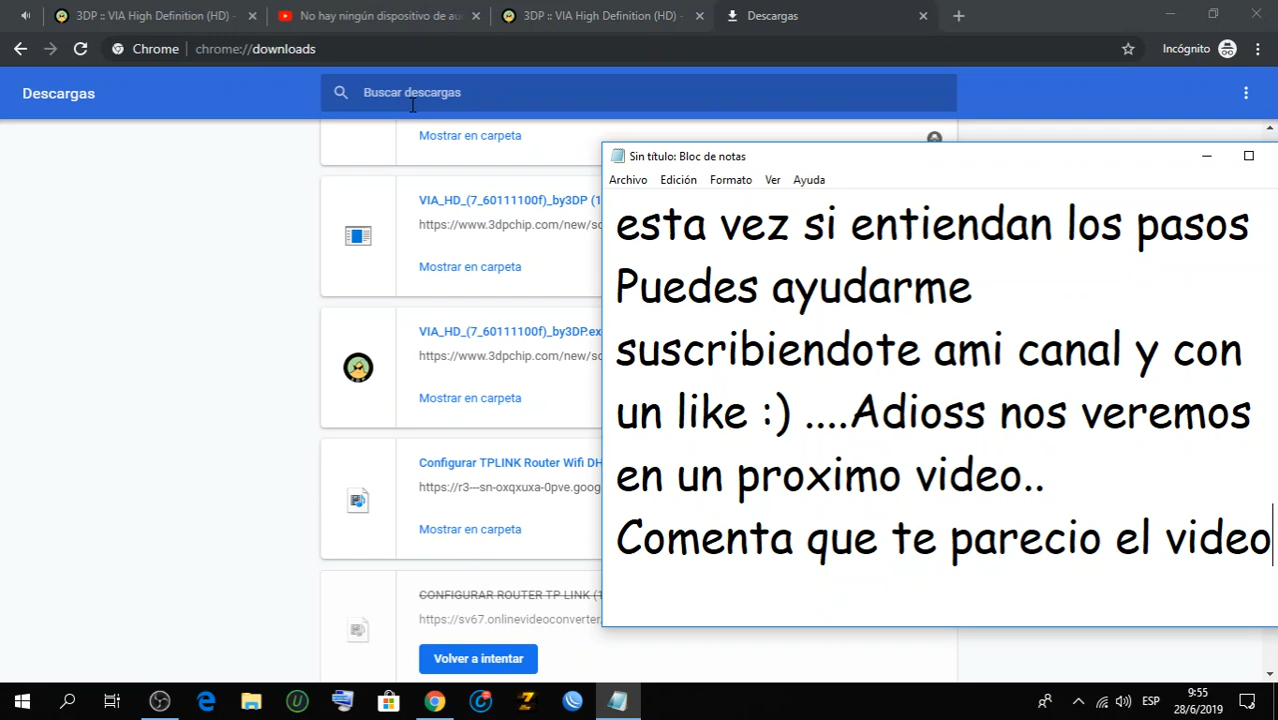 3DP :: VIA High Definition (HD) -
No hay ningún dispositivo de au
3DP :: VIA High Definition (HD) -
Descargas
Chrome
chrome://downloads
Incógnito
Descargas
Buscar descargas
Mostrar en carpeta
VIA_HD_(7_60111100f)_by3DP (1
https://www.3dpchip.com/new/sc
Mostrar en carpeta
VIA_HD_(7_60111100f)_by3DP.ex
https://www.3dpchip.com/new/sc
Mostrar en carpeta
Configurar TPLINK Router Wifi DH
https://r3---sn-oxqxuxa-0pve.goog
Mostrar en carpeta
CONFIGURAR ROUTER TP LINK (1
https://sv67.onlinevideoconverter
Volver a intentar
Sin título: Bloc de notas
Archivo Edición Formato Ver Ayuda
esta vez si entiendan los pasos
Puedes ayudarme
suscribiendote ami canal y con
un like :) ....Adioss nos veremos
en un proximo video..
Comenta que te parecio el video
ESP
9:55
28/6/2019